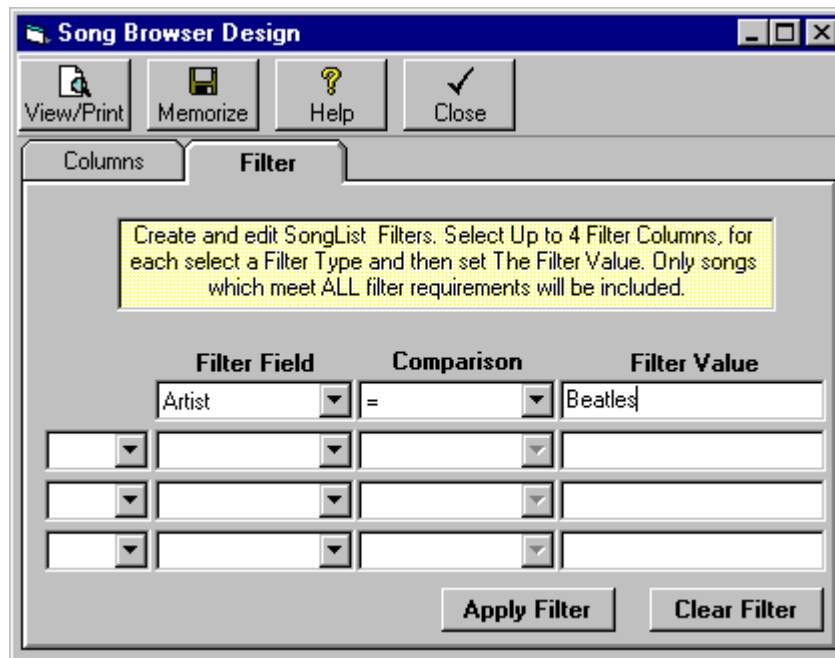 Song Browser Design
View/Print Memorize Help Close
Columns Filter
Create and edit SongList Filters. Select Up to 4 Filter Columns, for
each select a Filter Type and then set The Filter Value. Only songs
which meet ALL filter requirements will be included.
Filter Field Comparison Filter Value
Artist = Beatles
Apply Filter Clear Filter